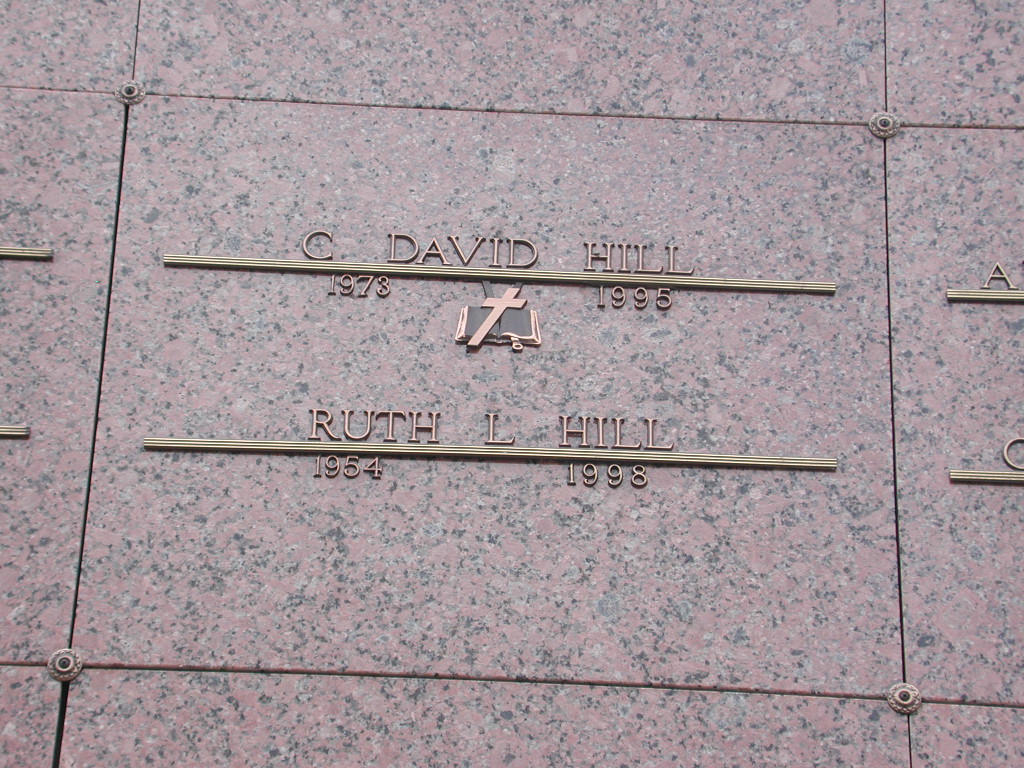 C DAVID HILL
1973 1995
RUTH L HILL
1954 1998